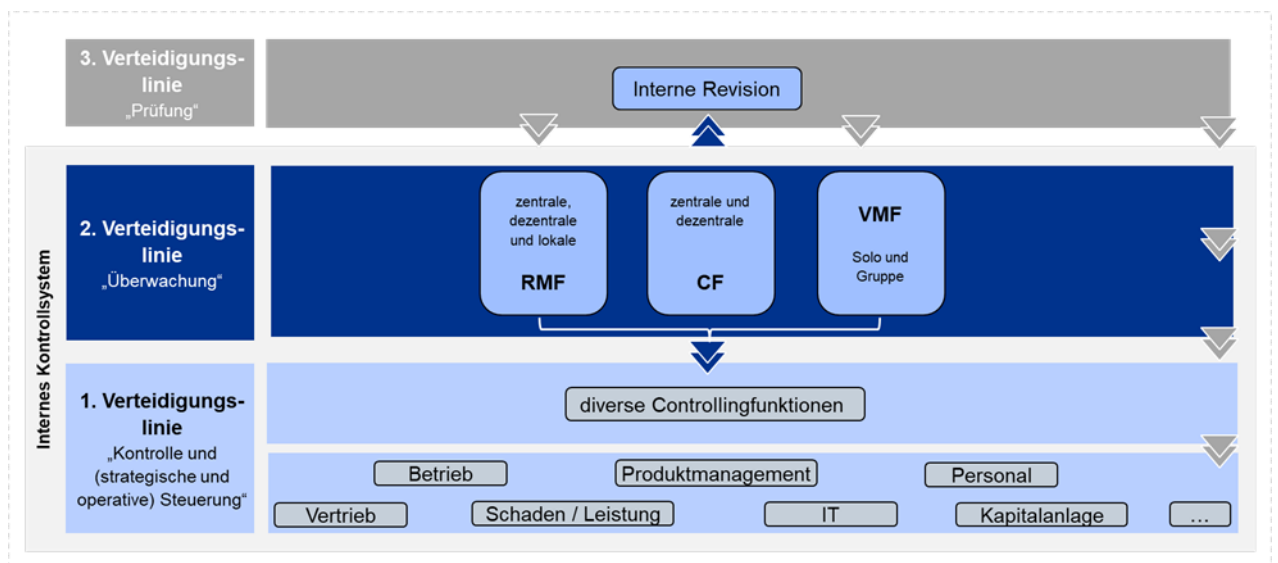 3. Verteidigungs-
linie
„Prüfung“
Interne Revision
Internes Kontrollsystem
2. Verteidigungs-
linie
„Überwachung“
zentrale,
dezentrale
und lokale
RMF
zentrale und
dezentrale
CF
VMF
Solo und
Gruppe
1. Verteidigungs-
linie
„Kontrolle und
(strategische und
operative) Steuerung“
diverse Controllingfunktionen
Betrieb
Produktmanagement
Personal
Vertrieb
Schaden / Leistung
IT
Kapitalanlage
…